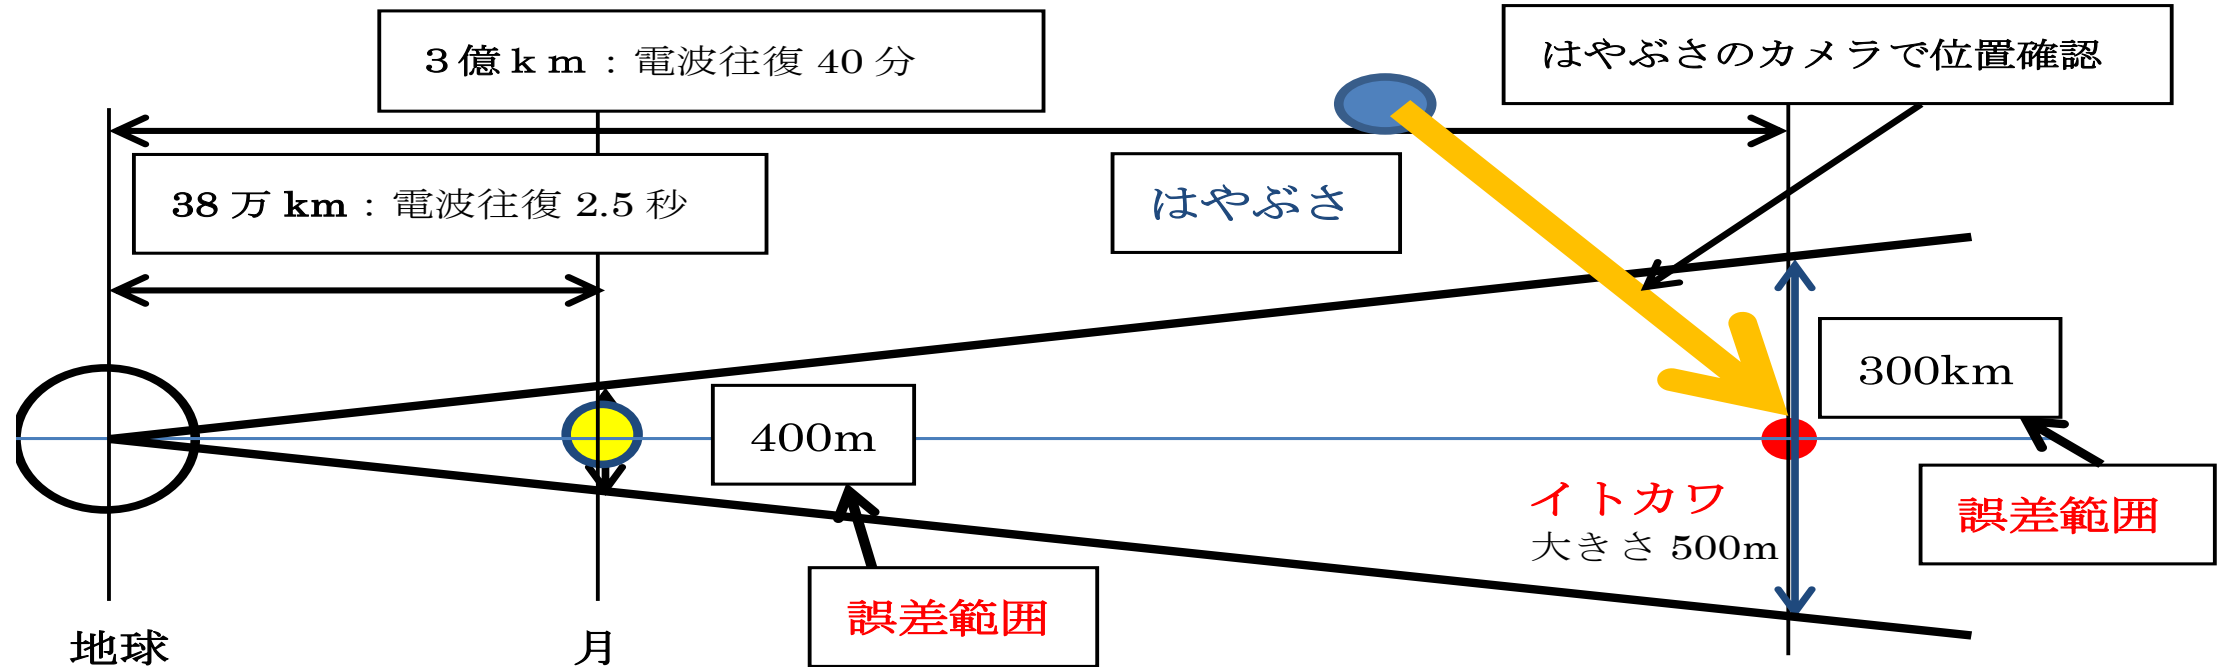 ３億ｋｍ：電波往復 40 分
はやぶさのカメラで位置確認
38 万 km：電波往復 2.5 秒
はやぶさ
300km
400m
イトカワ
大きさ 500m
誤差範囲
誤差範囲
地球
月